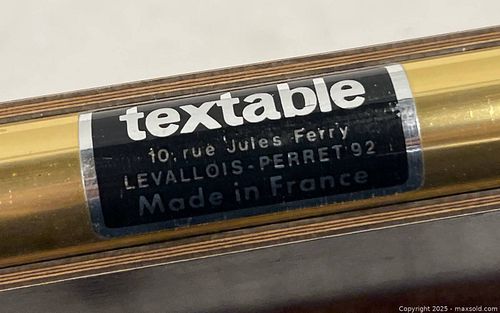 textable
10, rue Jules Ferry
LEVALLOIS-PERRET 92
Made in France
Copyright 2025 - maxsold.com